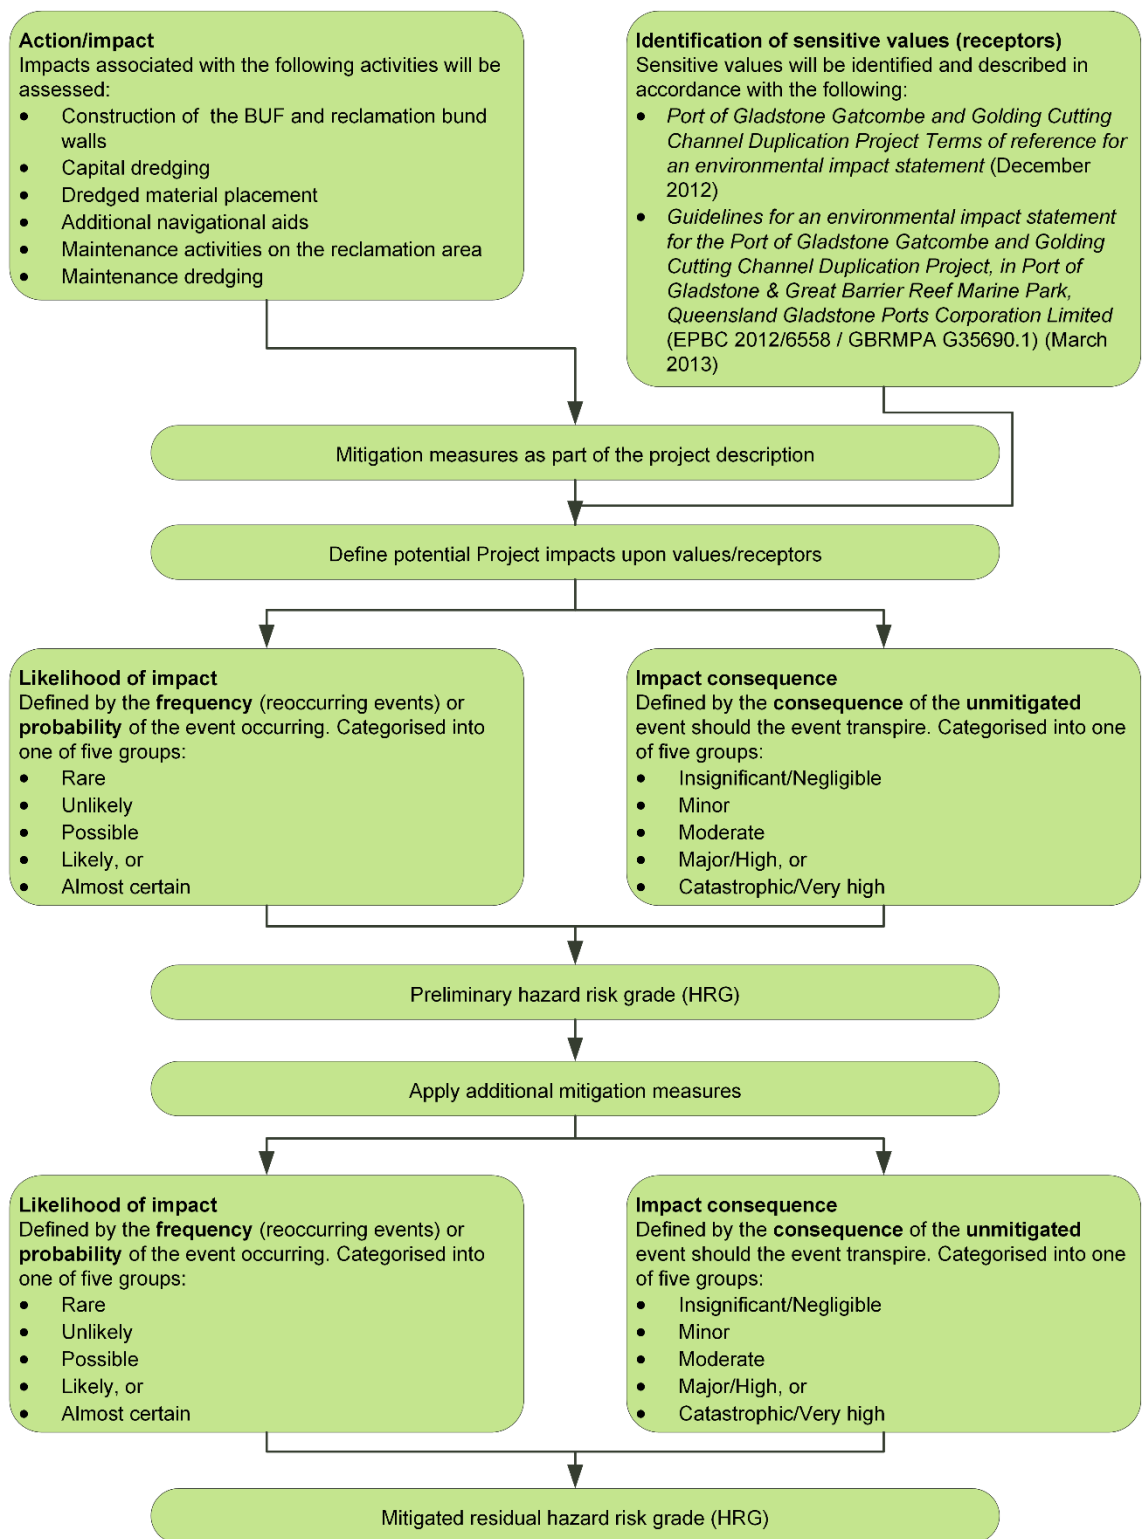 Action/impact
Impacts associated with the following activities will be
assessed:
• Construction of the BUF and reclamation bund
walls
• Capital dredging
• Dredged material placement
• Additional navigational aids
• Maintenance activities on the reclamation area
• Maintenance dredging
Identification of sensitive values (receptors)
Sensitive values will be identified and described in
accordance with the following:
• Port of Gladstone Gatcombe and Golding Cutting
Channel Duplication Project Terms of reference for
an environmental impact statement (December
2012)
• Guidelines for an environmental impact statement
for the Port of Gladstone Gatcombe and Golding
Cutting Channel Duplication Project, in Port of
Gladstone & Great Barrier Reef Marine Park,
Queensland Gladstone Ports Corporation Limited
(EPBC 2012/6558 / GBRMPA G35690.1) (March
2013)
Mitigation measures as part of the project description
Define potential Project impacts upon values/receptors
Likelihood of impact
Defined by the frequency (reoccurring events) or
probability of the event occurring. Categorised into
one of five groups:
• Rare
• Unlikely
• Possible
• Likely, or
• Almost certain
Impact consequence
Defined by the consequence of the unmitigated
event should the event transpire. Categorised into one
of five groups:
• Insignificant/Negligible
• Minor
• Moderate
• Major/High, or
• Catastrophic/Very high
Preliminary hazard risk grade (HRG)
Apply additional mitigation measures
Likelihood of impact
Defined by the frequency (reoccurring events) or
probability of the event occurring. Categorised into
one of five groups:
• Rare
• Unlikely
• Possible
• Likely, or
• Almost certain
Impact consequence
Defined by the consequence of the unmitigated
event should the event transpire. Categorised into one
of five groups:
• Insignificant/Negligible
• Minor
• Moderate
• Major/High, or
• Catastrophic/Very high
Mitigated residual hazard risk grade (HRG)